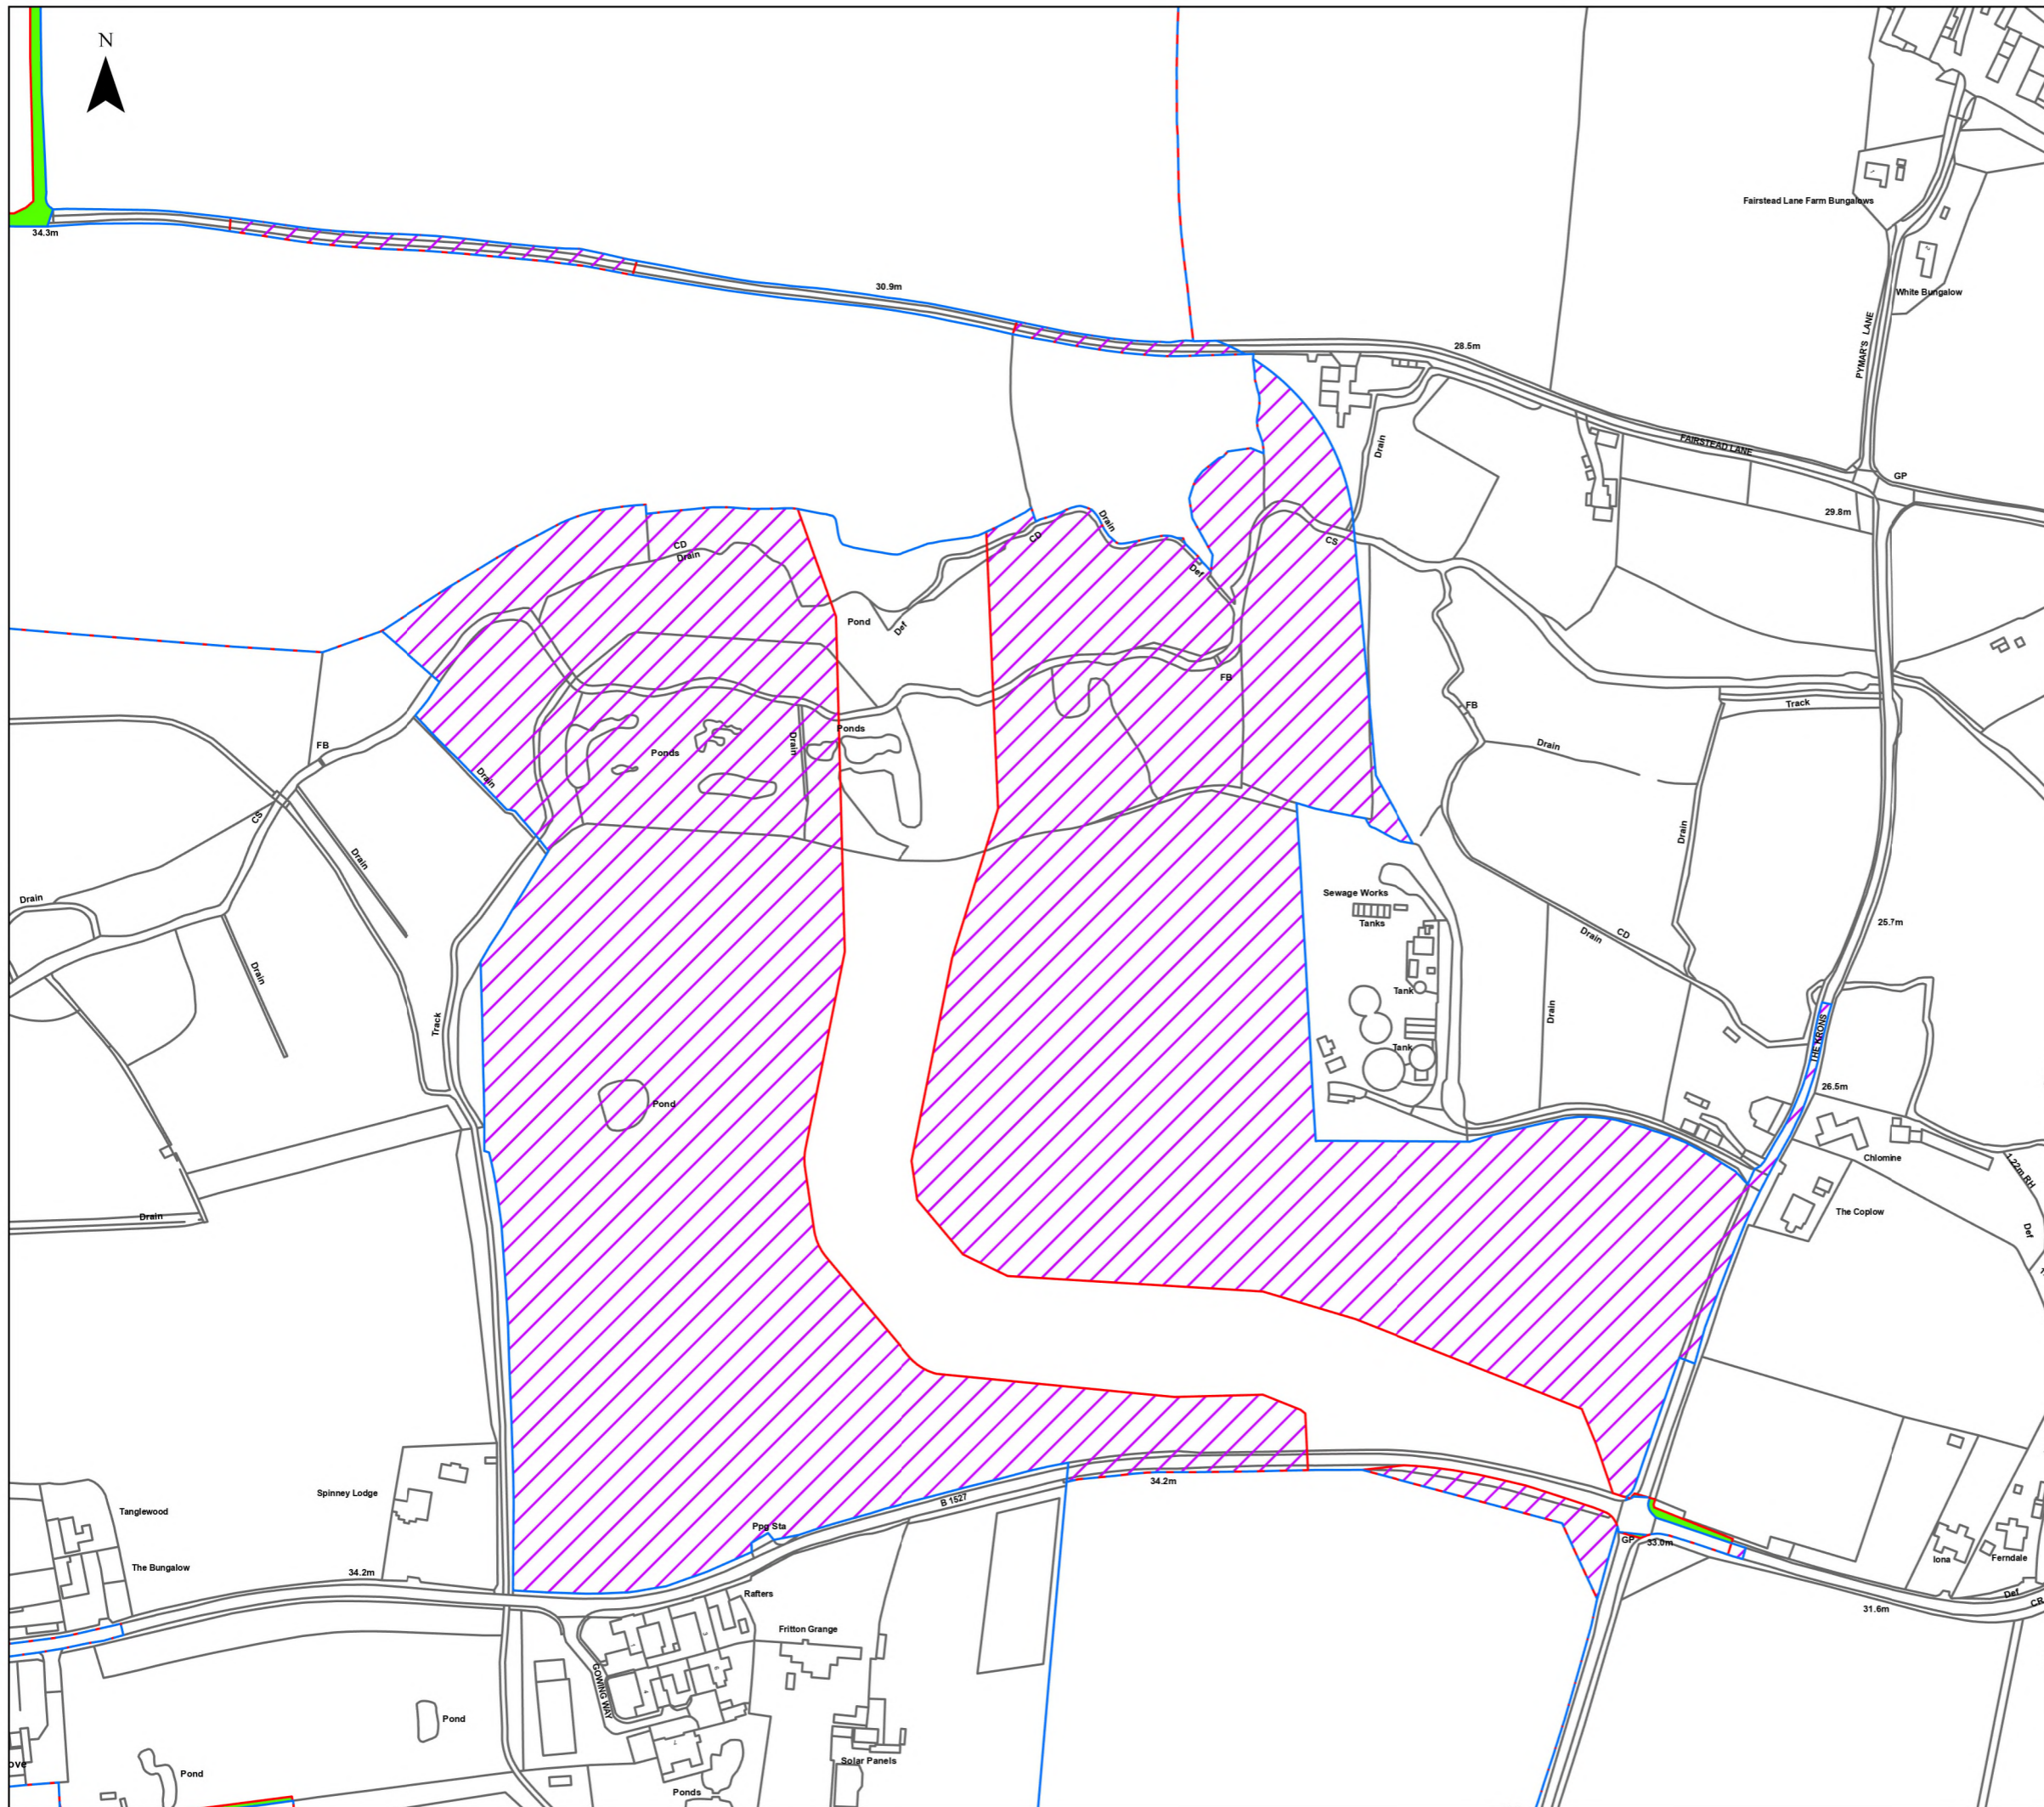 N
Fairstead Lane Farm Bungalows
34.3m
30.9m
White Bungalow
PYMAR'S LANE
28.5m
FAIRSTEAD LANE
Drain
GP
29.8m
Drain
CD
Drain
CD
CS
Def
Pond
Def
FB
FB
Track
Ponds
Drain
Ponds
FB
Drain
Drain
CS
Drain
Drain
Drain
Sewage Works
Tanks
25.7m
CD
Drain
Drain
Tank
Drain
Track
THE KRONS
Tank
26.5m
Pond
Chlomine
1.22m RH
The Coplow
Drain
Def
34.2m
Spinney Lodge
B 1527
Tanglewood
Ppg Sta
GP
33.0m
Iona
Ferndale
The Bungalow
34.2m
Rafters
Def
CR
31.6m
Fritton Grange
GOWING WAY
Pond
Solar Panels
ove
Pond
Ponds